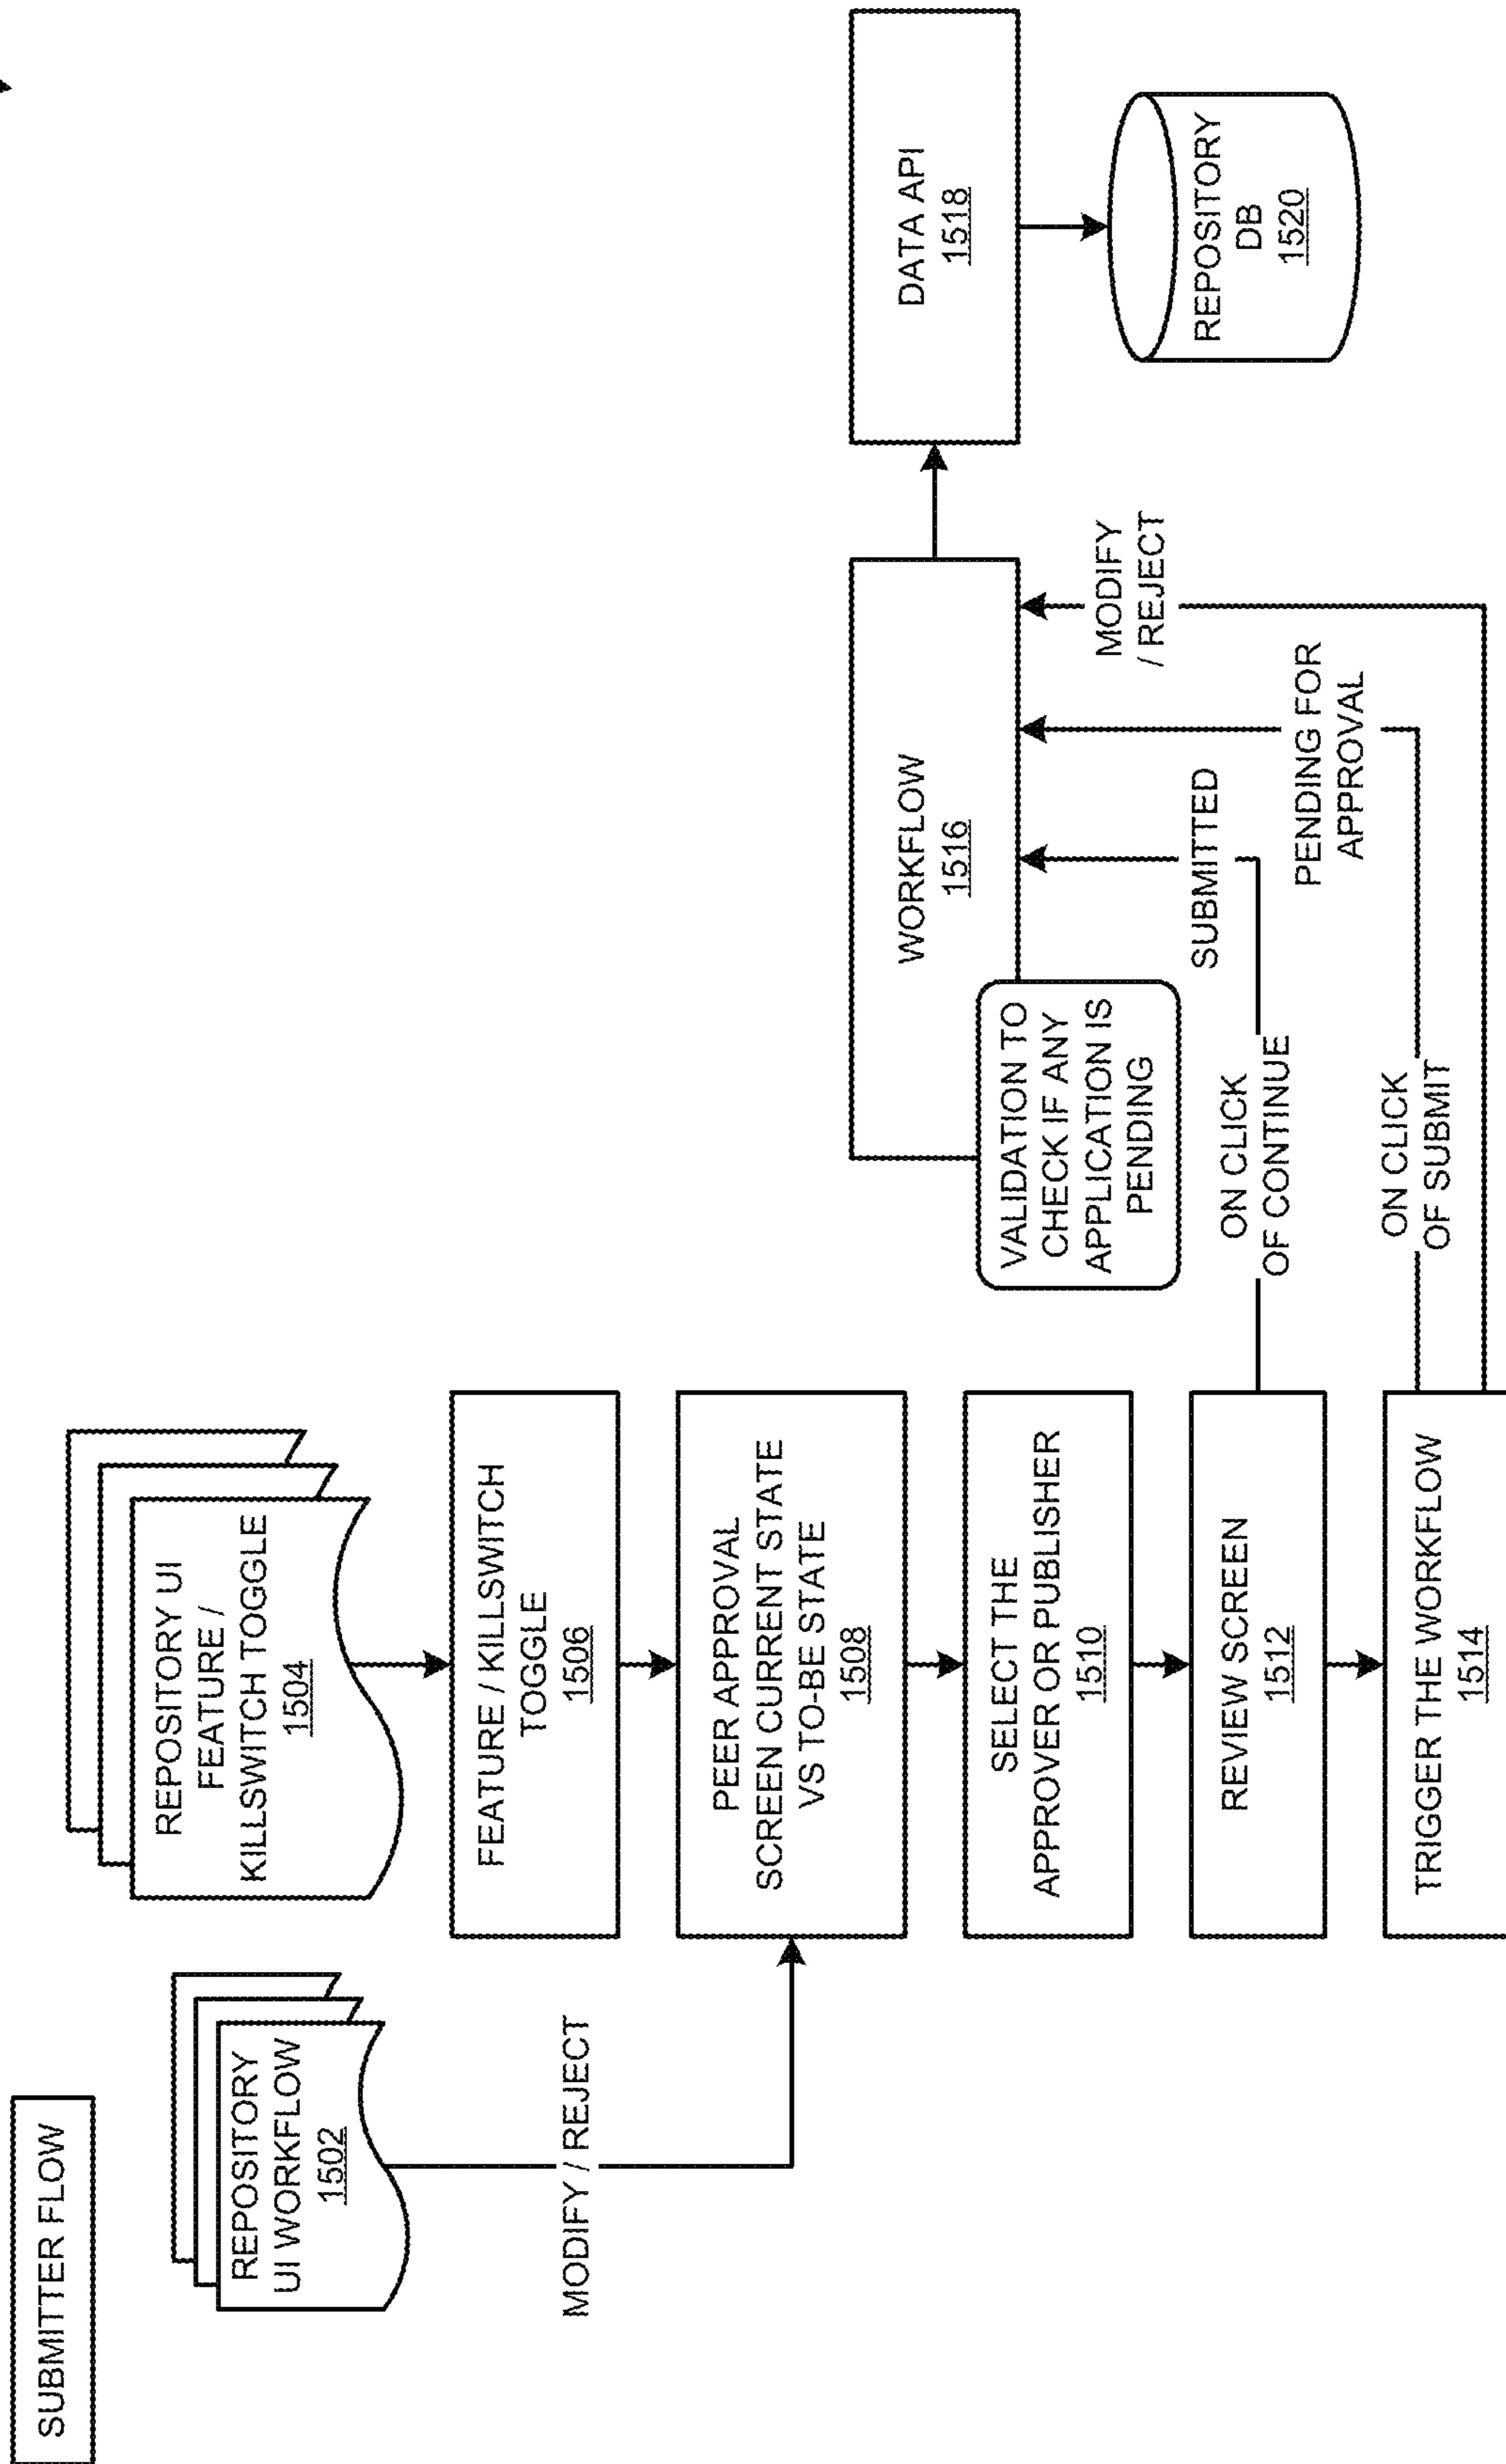 SUBMITTER FLOW
REPOSITORY
UI WORKFLOW
1502
MODIFY / REJECT
REPOSITORY UI
FEATURE /
KILLSWITCH TOGGLE
1504
FEATURE / KILLSWITCH
TOGGLE
1506
PEER APPROVAL
SCREEN CURRENT STATE
VS TO-BE STATE
1508
SELECT THE
APPROVER OR PUBLISHER
1510
REVIEW SCREEN
1512
TRIGGER THE WORKFLOW
1514
WORKFLOW
1516
VALIDATION TO
CHECK IF ANY
APPLICATION IS
PENDING
ON CLICK
OF CONTINUE
SUBMITTED
ON CLICK
OF SUBMIT
PENDING FOR
APPROVAL
MODIFY
/ REJECT
DATA API
1518
REPOSITORY
DB
1520